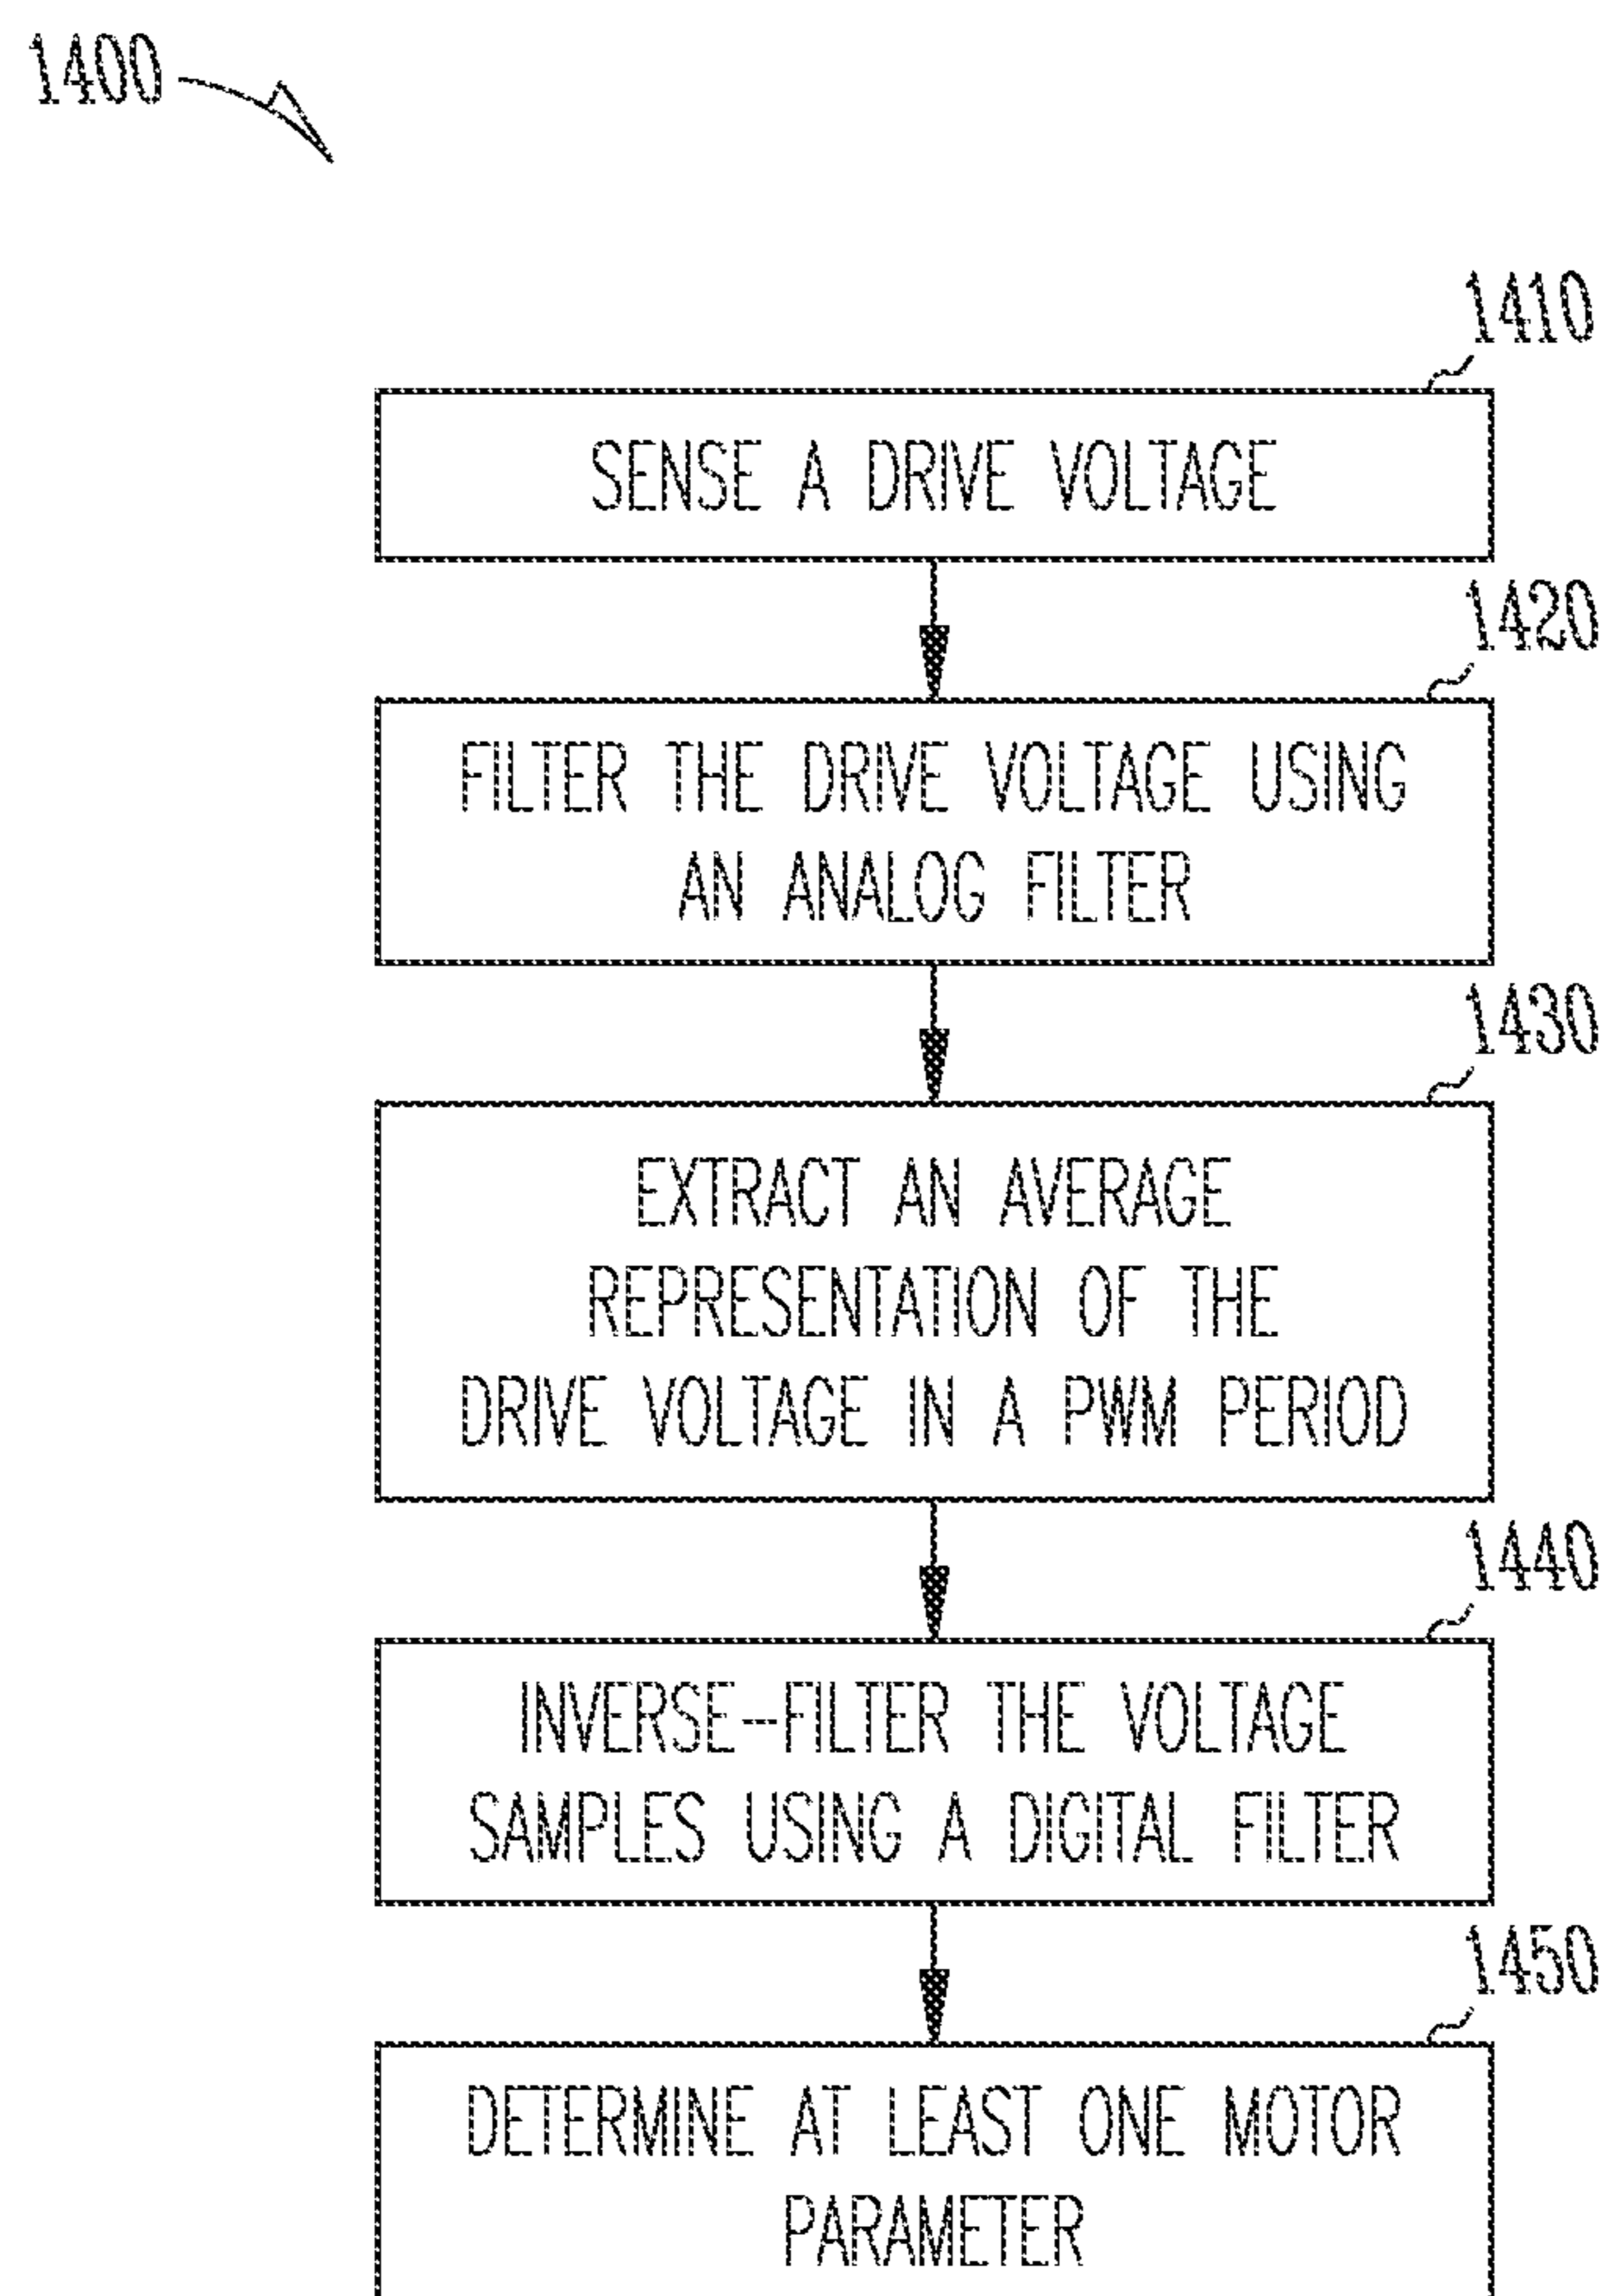 1400
1410
SENSE A DRIVE VOLTAGE
1420
FILTER THE DRIVE VOLTAGE USING
AN ANALOG FILTER
1430
EXTRACT AN AVERAGE
REPRESENTATION OF THE
DRIVE VOLTAGE IN A PWM PERIOD
1440
INVERSE--FILTER THE VOLTAGE
SAMPLES USING A DIGITAL FILTER
1450
DETERMINE AT LEAST ONE MOTOR
PARAMETER